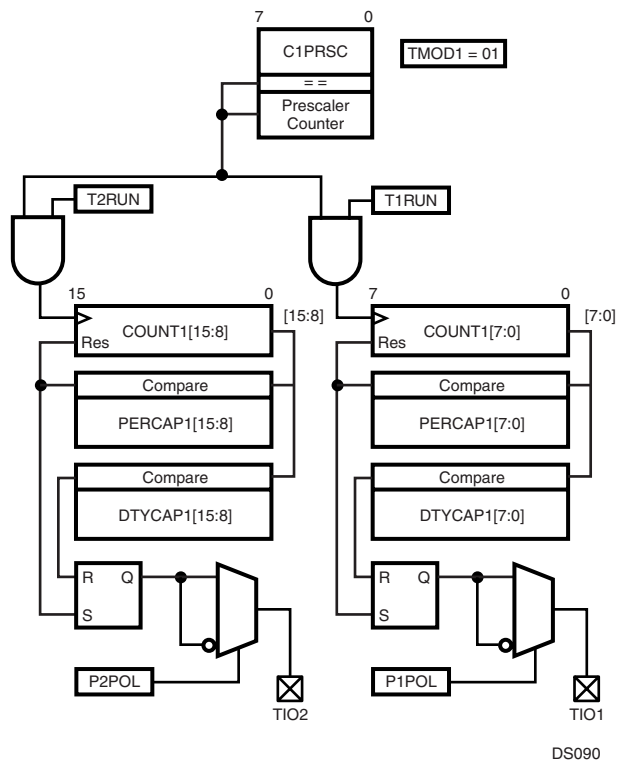 7 0
C1PRSC
TMOD1 = 01
= =
Prescaler
Counter
T2RUN
T1RUN
15 0
[15:8]
7 0
[7:0]
COUNT1[15:8]
Res
COUNT1[7:0]
Res
Compare
PERCAP1[15:8]
Compare
PERCAP1[7:0]
Compare
DTYCAP1[15:8]
Compare
DTYCAP1[7:0]
R Q
S
R Q
S
P2POL
P1POL
TIO2
TIO1
DS090